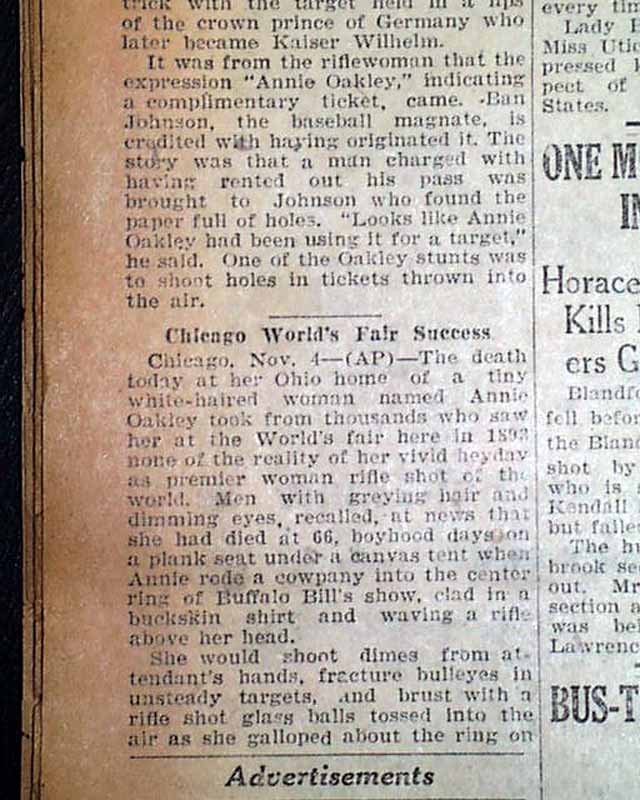 trick with the target held in a lips
of the crown prince of Germany who
later became Kaiser Wilhelm.
It was from the riflewoman that the
expression "Annie Oakley," indicating
a complimentary ticket, came. Ban
Johnson, the baseball magnate, is
credited with having originated it. The
story was that a man charged with
having rented out his pass was
brought to Johnson who found the
paper full of holes. "Looks like Annie
Oakley had been using it for a target,"
he said. One of the Oakley stunts was
to shoot holes in tickets thrown into
the air.
Chicago World's Fair Success
Chicago, Nov. 4—(AP)—The death
today at her Ohio home of a tiny
white-haired woman named Annie
Oakley took from thousands who saw
her at the World's fair here in 1893
none of the reality of her vivid heyday
as premier woman rifle shot of the
world. Men with greying hair and
dimming eyes, recalled, at news that
she had died at 66, boyhood days on
a plank seat under a canvas tent when
Annie rode a cowpany into the center
ring of Buffalo Bill's show, clad in a
buckskin shirt and waving a rifle
above her head.
She would shoot dimes from at-
tendant's hands, fracture bulleyes in
unsteady targets, and brust with a
rifle shot glass balls tossed into the
air as she galloped about the ring on
Advertisements
every tim
Lady
Miss Utic
pressed
pect of
States.
ONE M
IN
Horace
Kills
ers G
Blandfo
fell befor
the Bland
shot by
who is
Kendall
but faile
The hu
brook se
out. Mr
section a
was bei
Lawrenc
BUS-T